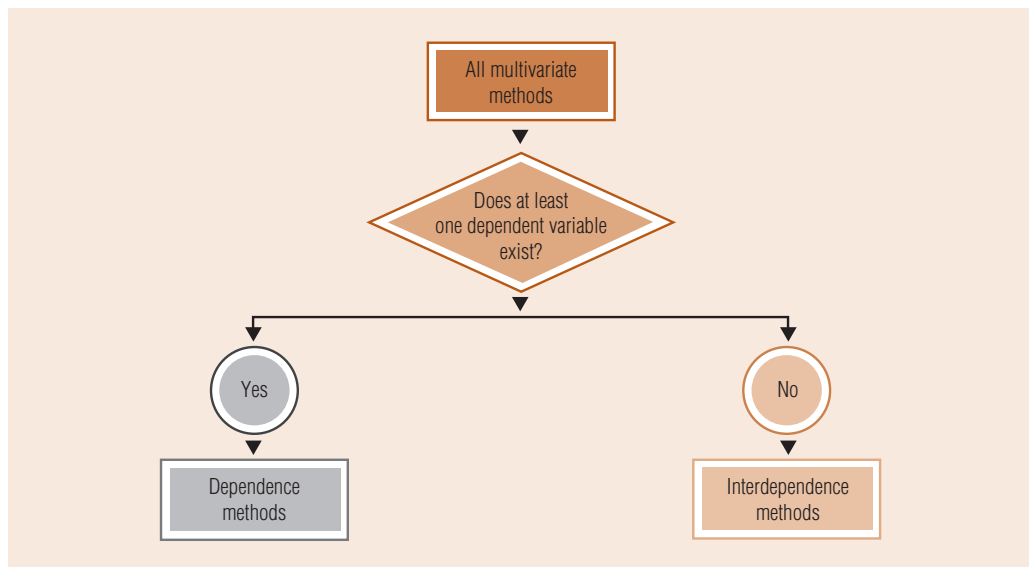 All multivariate
methods
Does at least
one dependent variable
exist?
Yes
No
Dependence
methods
Interdependence
methods